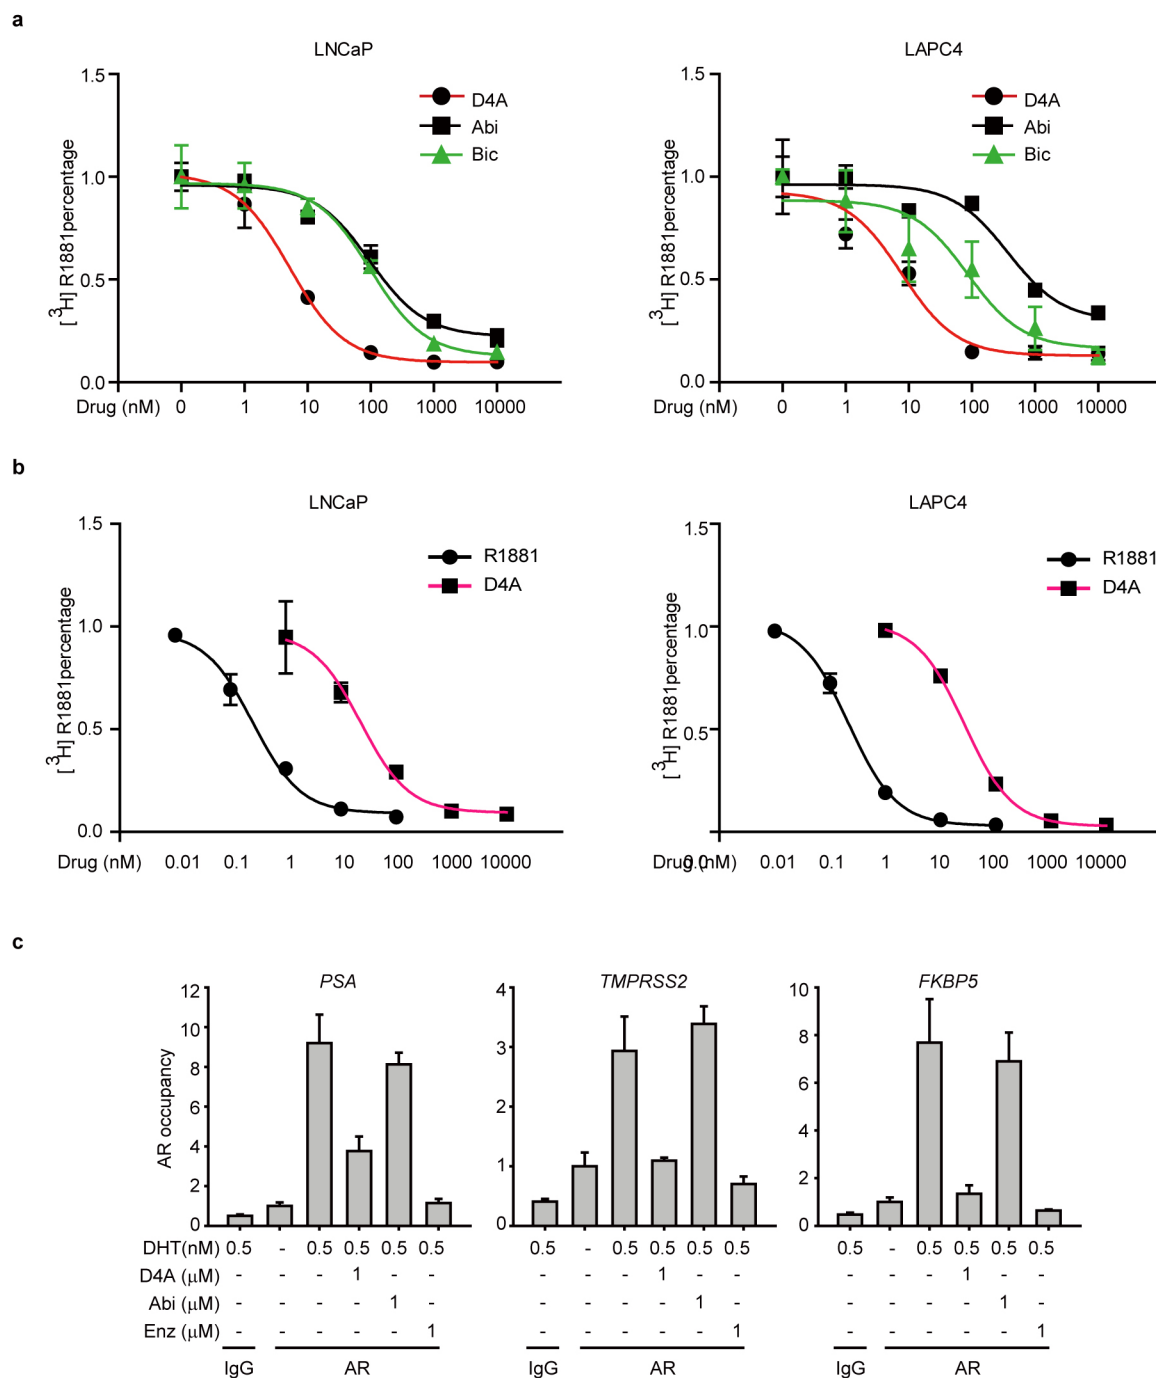 a
LNCaP
LAPC4
1.5
1.0
0.5
0.0
[³H] R1881percentage
D4A
Abi
Bic
Drug (nM) 0 1 10 100 1000 10000
1.5
1.0
0.5
0.0
[³H] R1881percentage
D4A
Abi
Bic
Drug (nM) 0 1 10 100 1000 10000
b
LNCaP
LAPC4
1.5
1.0
0.5
0.0
[³H] R1881percentage
R1881
D4A
Drug (nM) 0.01 0.1 1 10 100 1000 10000
1.5
1.0
0.5
0.0
[³H] R1881percentage
R1881
D4A
Drug (nM) 0.01 0.1 1 10 100 1000 10000
c
PSA
TMPRSS2
FKBP5
AR occupancy
12
10
8
6
4
2
0
4
3
2
1
0
10
8
6
4
2
0
DHT(nM) 0.5 - 0.5 0.5 0.5 0.5 0.5 - 0.5 0.5 0.5 0.5 0.5 - 0.5 0.5 0.5 0.5
D4A (μM) - - - 1 - - - - - 1 - - - - - 1 - -
Abi (μM) - - - - 1 - - - - - 1 - - - - - 1 -
Enz (μM) - - - - - 1 - - - - - 1 - - - - - 1
IgG AR IgG AR IgG AR